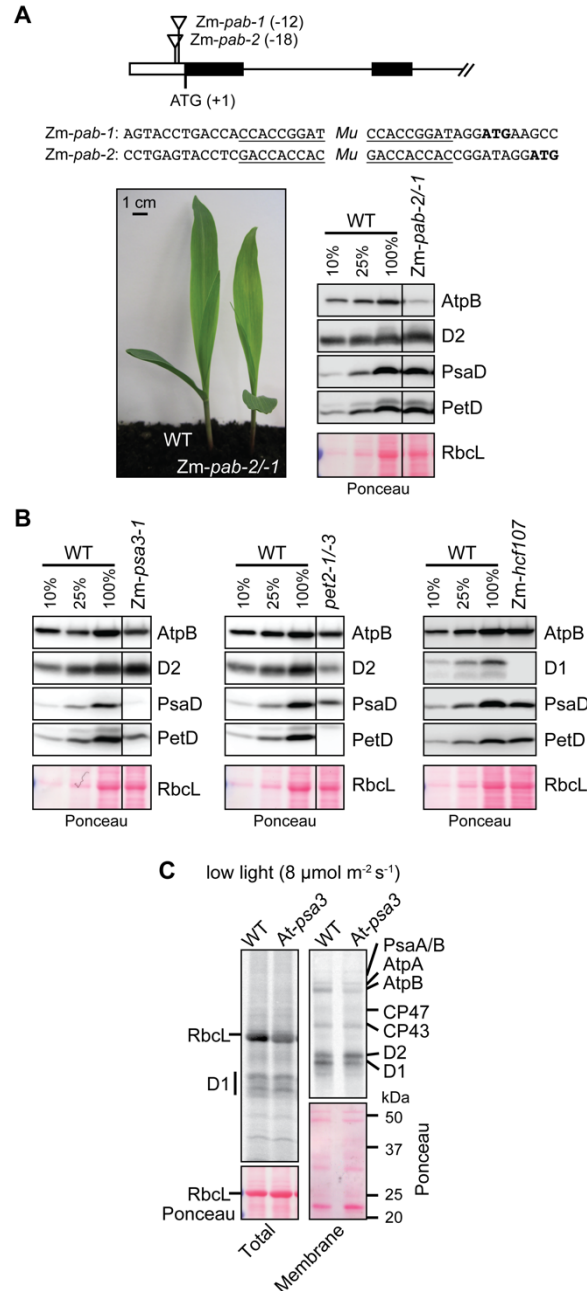 A
Zm-pab-1 (-12)
Zm-pab-2 (-18)
ATG (+1)
Zm-pab-1: AGTACCTGACCACCACCGGAT Mu CCACCGGATAGGATGAAGCC
Zm-pab-2: CCTGAGTACCTCGACCACCAC Mu GACCACCACCGGATAGGATG
1 cm
WT
Zm-pab-2/-1
WT
10% 25% 100% Zm-pab-2/-1
AtpB
D2
PsaD
PetD
RbcL
Ponceau
B
WT
10% 25% 100% Zm-psa3-1
AtpB
D2
PsaD
PetD
RbcL
Ponceau
WT
10% 25% 100% pet2-1/-3
AtpB
D2
PsaD
PetD
RbcL
Ponceau
WT
10% 25% 100% Zm-hcf107
AtpB
D1
PsaD
PetD
RbcL
Ponceau
C low light (8 µmol m⁻² s⁻¹)
WT At-psa3
RbcL
D1
RbcL
Ponceau
Total
WT At-psa3
PsaA/B
AtpA
AtpB
CP47
CP43
D2
D1
kDa
50
37
25
20
Ponceau
Membrane